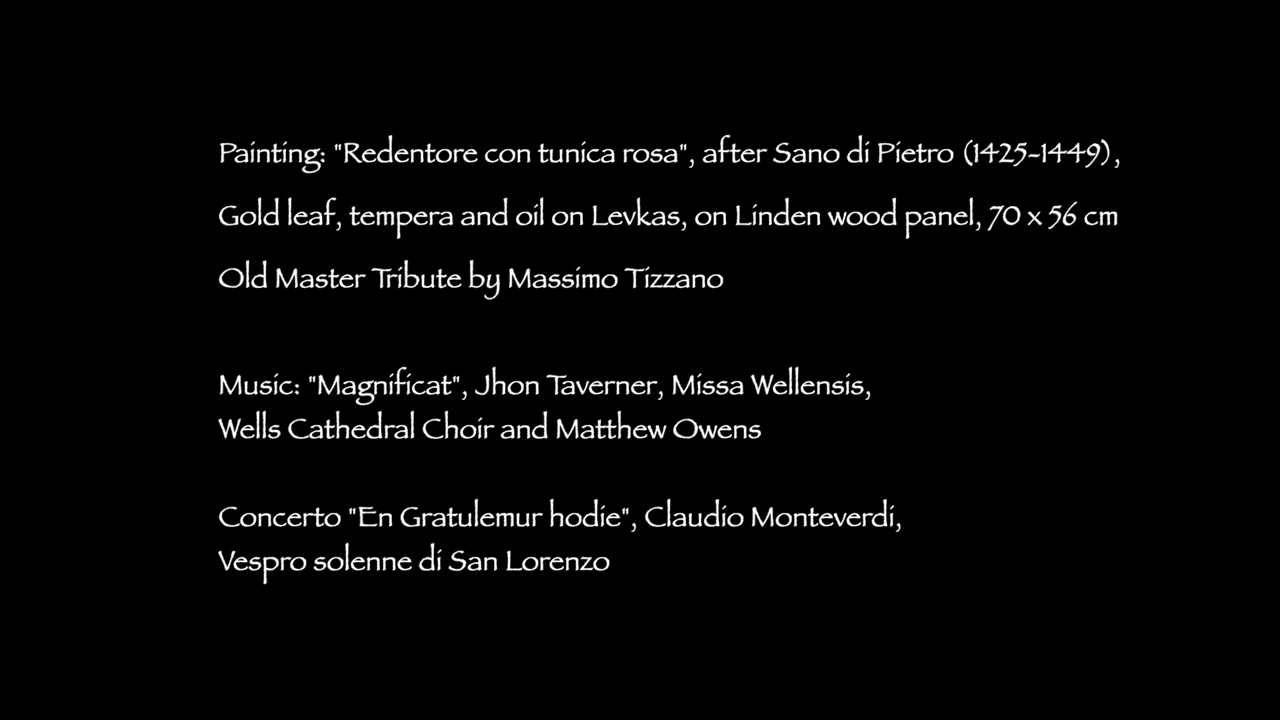 Painting: "Redentore con tunica rosa", after Sano di Pietro (1425-1449),
Gold leaf, tempera and oil on Levkas, on Linden wood panel, 70 x 56 cm
Old Master Tribute by Massimo Tizzano
Music: "Magnificat", Jhon Taverner, Missa Wellensis,
Wells Cathedral Choir and Matthew Owens
Concerto "En Gratulemur hodie", Claudio Monteverdi,
Vespro solenne di San Lorenzo